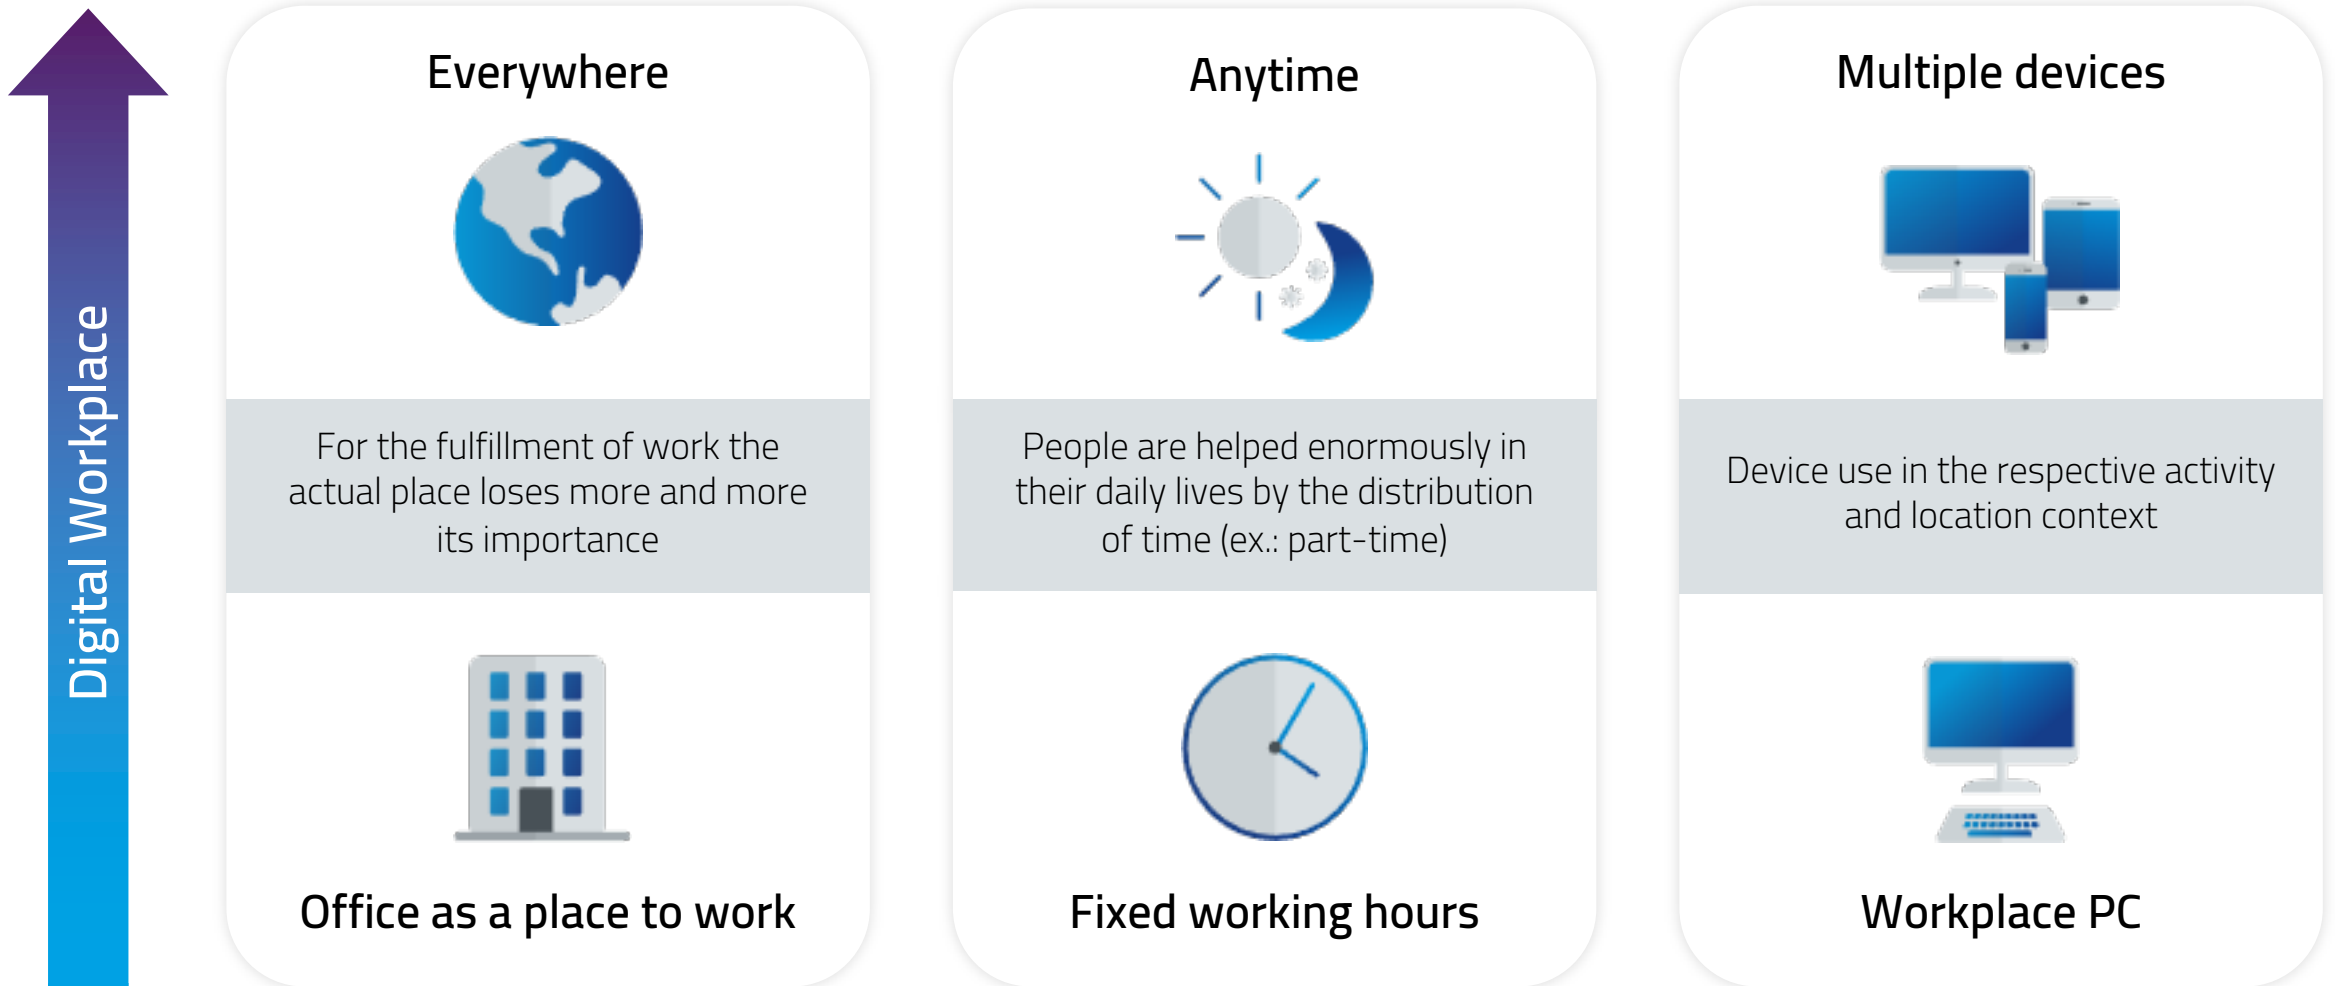 Digital Workplace
Everywhere
For the fulfillment of work the
actual place loses more and more
its importance
Office as a place to work
Anytime
People are helped enormously in
their daily lives by the distribution
of time (ex.: part-time)
Fixed working hours
Multiple devices
Device use in the respective activity
and location context
Workplace PC